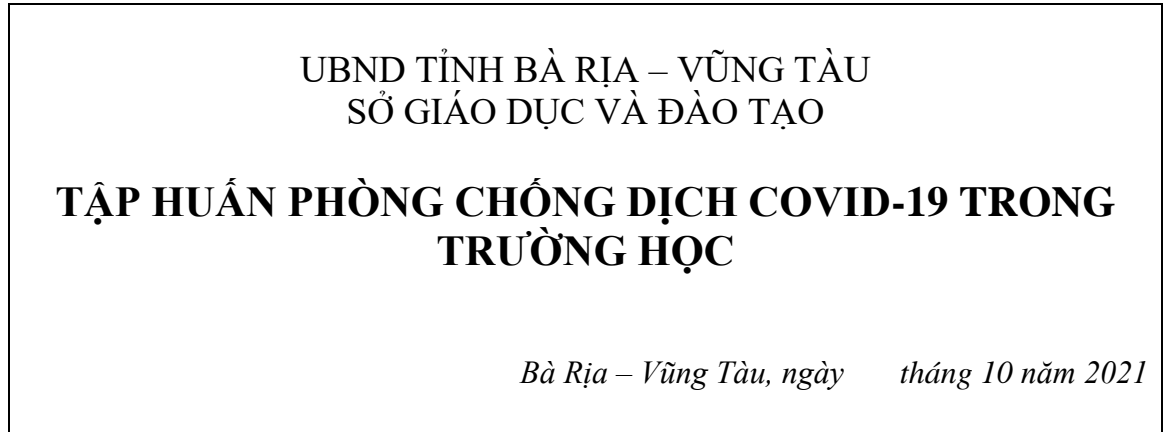 UBND TỈNH BÀ RỊA – VŨNG TÀU
SỞ GIÁO DỤC VÀ ĐÀO TẠO
TẬP HUẤN PHÒNG CHỐNG DỊCH COVID-19 TRONG
TRƯỜNG HỌC
Bà Rịa – Vũng Tàu, ngày tháng 10 năm 2021